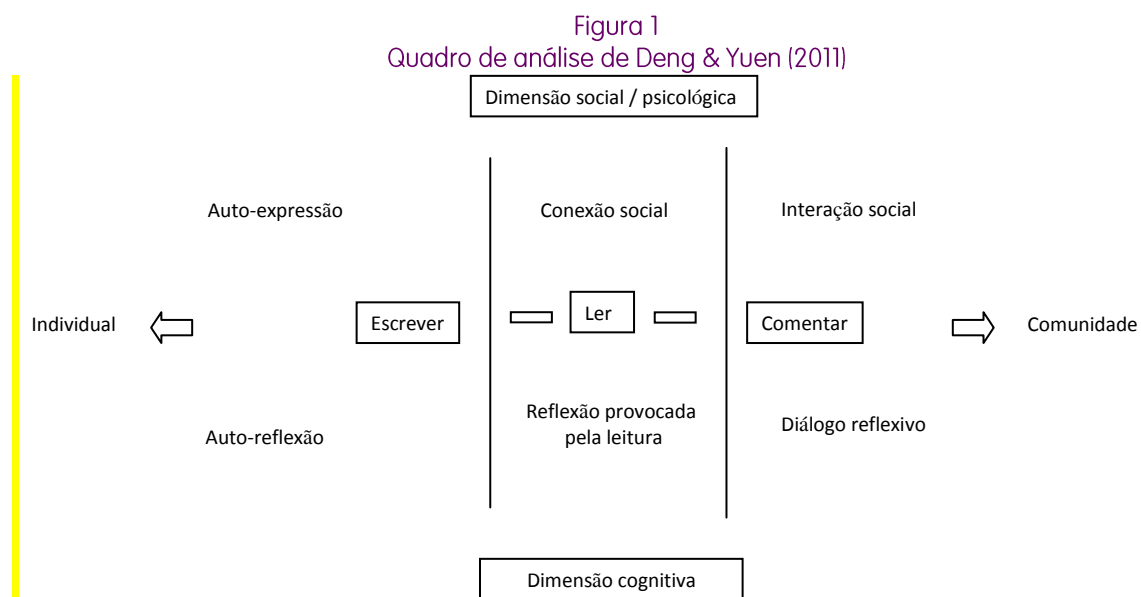 Figura 1
Quadro de análise de Deng & Yuen (2011)
Dimensão social / psicológica
Auto-expressão
Conexão social
Interação social
Individual
Escrever
Ler
Comentar
Comunidade
Auto-reflexão
Reflexão provocada
pela leitura
Diálogo reflexivo
Dimensão cognitiva